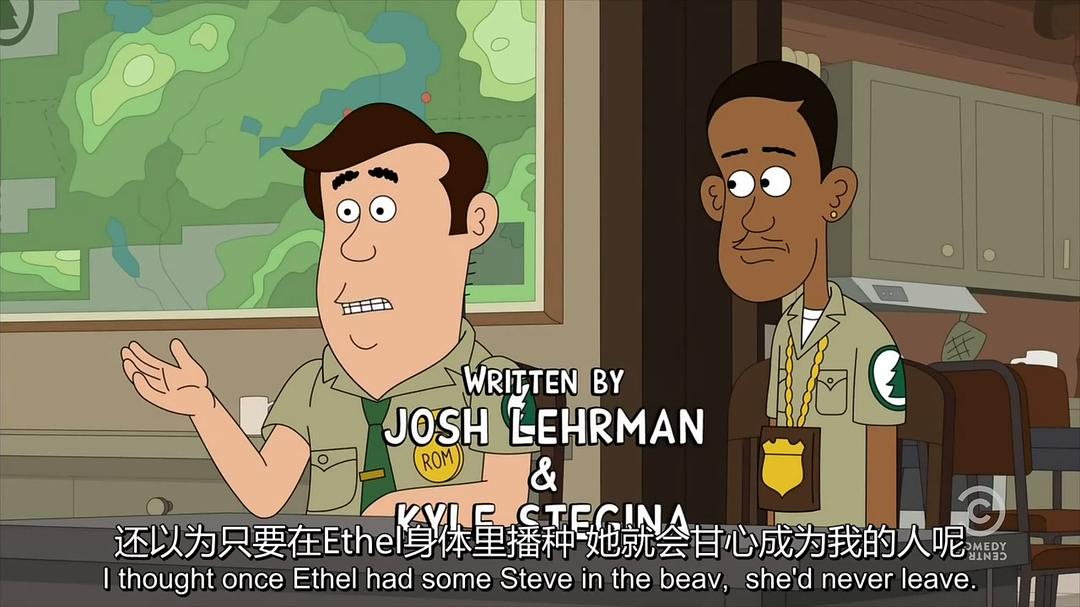 WRITTEN BY
JOSH LEHRMAN
ROM
&
KYLE STEGINA
还以为只要在Ethel身体里播种 她就会甘心成为我的人呢
I thought once Ethel had some Steve in the beav, she'd never leave.
COMEDY
CENTRAL